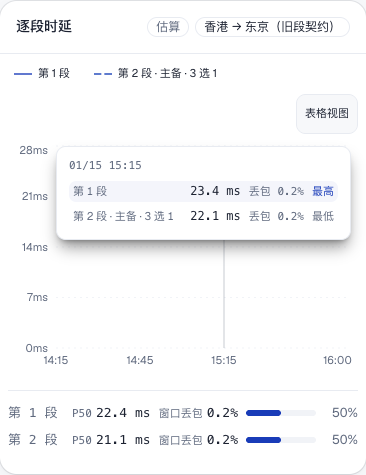 逐段时延 估算 香港 → 东京（旧段契约）
第 1 段 第 2 段 · 主备 · 3 选 1
表格视图
28ms
01/15 15:15
第 1 段 23.4 ms 丢包 0.2% 最高
21ms
第 2 段 · 主备 · 3 选 1 22.1 ms 丢包 0.2% 最低
14ms
7ms
0ms
14:15 14:45 15:15 16:00
第 1 段 P50 22.4 ms 窗口丢包 0.2% 50%
第 2 段 P50 21.1 ms 窗口丢包 0.2% 50%